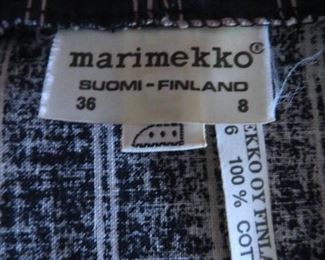 marimekko®
SUOMI-FINLAND
36 8
6 100% COT
EKKO OY FINLA